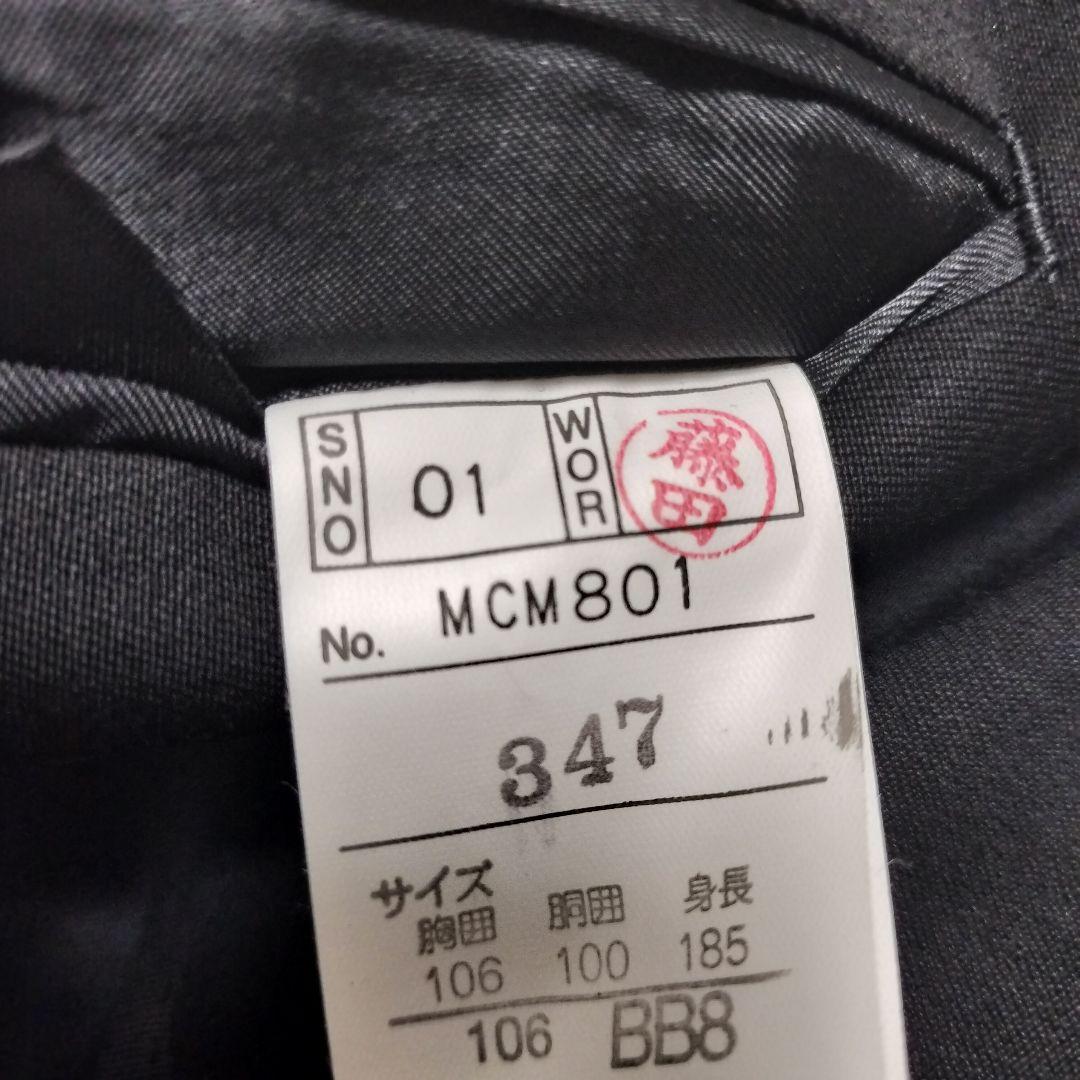 SNO 01 WOR 藤田
No. MCM801
347
サイズ
胸囲 胴囲 身長
106 100 185
106 BB8